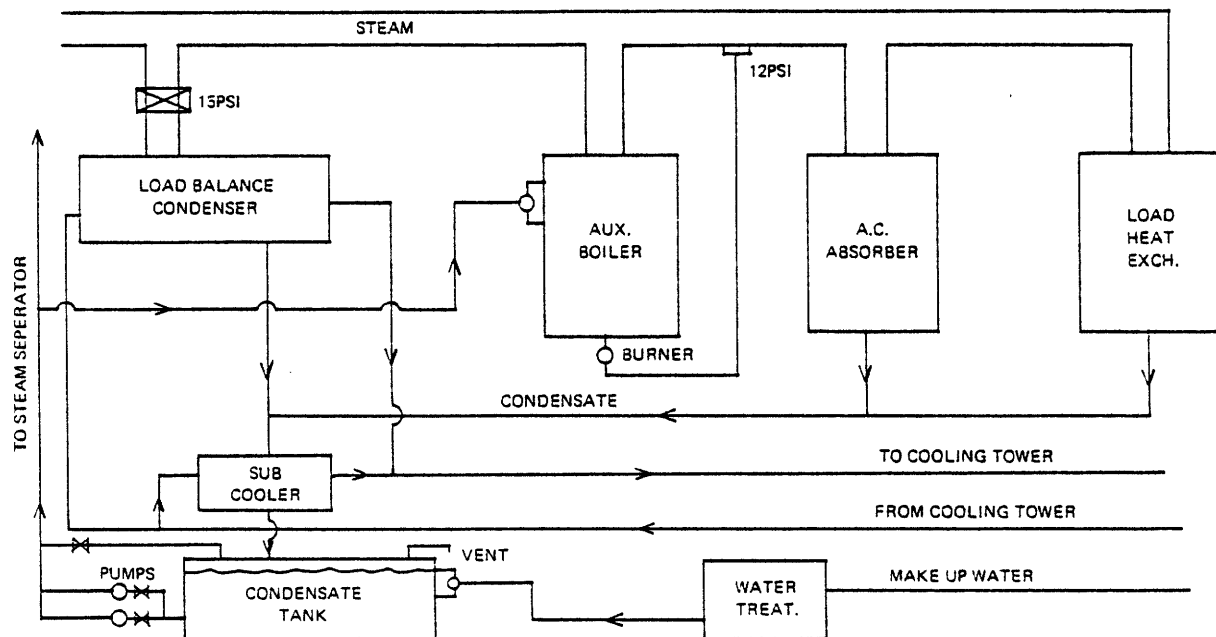 STEAM
12PSI
15PSI
LOAD BALANCE
CONDENSER
AUX.
BOILER
A.C.
ABSORBER
LOAD
HEAT
EXCH.
TO STEAM SEPERATOR
BURNER
CONDENSATE
SUB
COOLER
TO COOLING TOWER
FROM COOLING TOWER
VENT
PUMPS
CONDENSATE
TANK
WATER
TREAT.
MAKE UP WATER